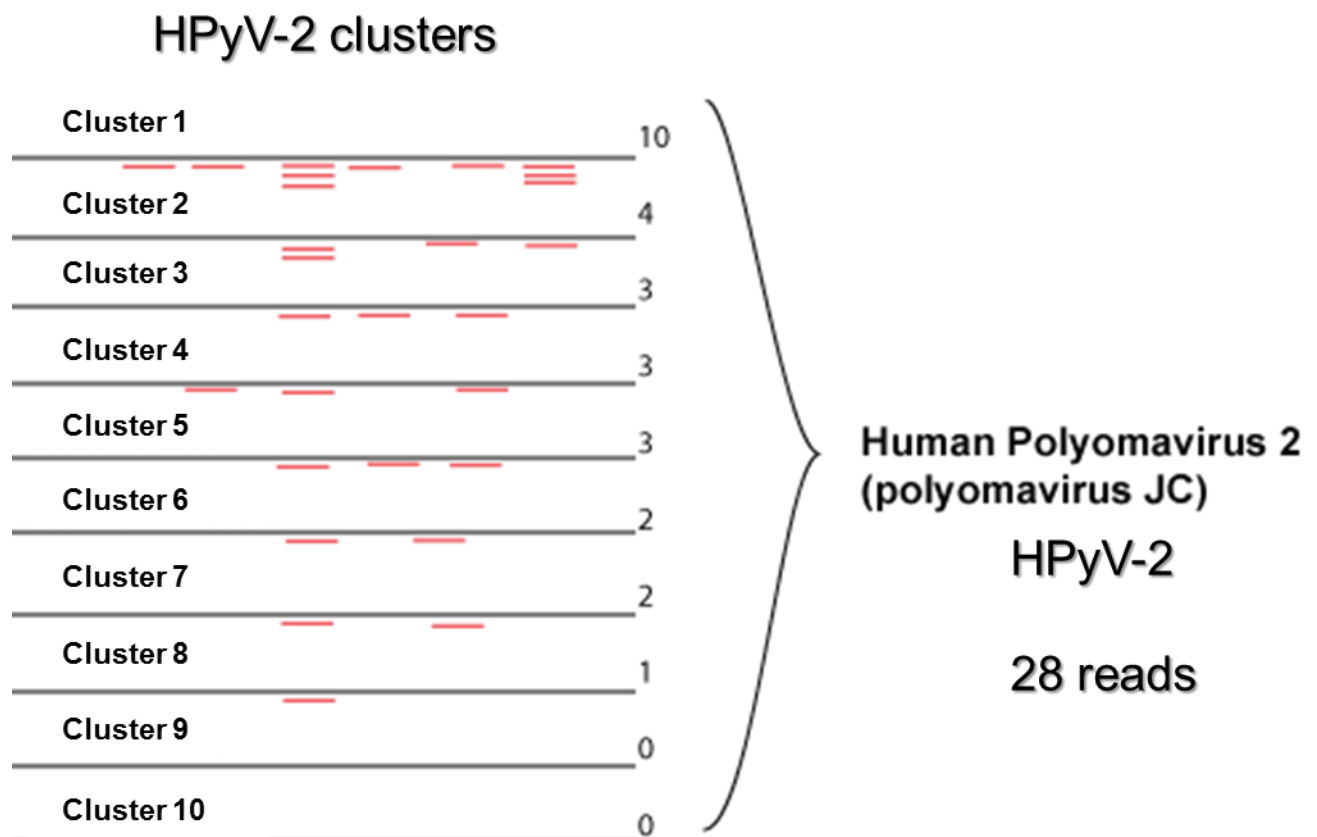 HPyV-2 clusters
Cluster 1
10
Cluster 2
4
Cluster 3
3
Cluster 4
3
Cluster 5
3
Cluster 6
2
Cluster 7
2
Cluster 8
1
Cluster 9
0
Cluster 10
0
Human Polyomavirus 2
(polyomavirus JC)
HPyV-2
28 reads